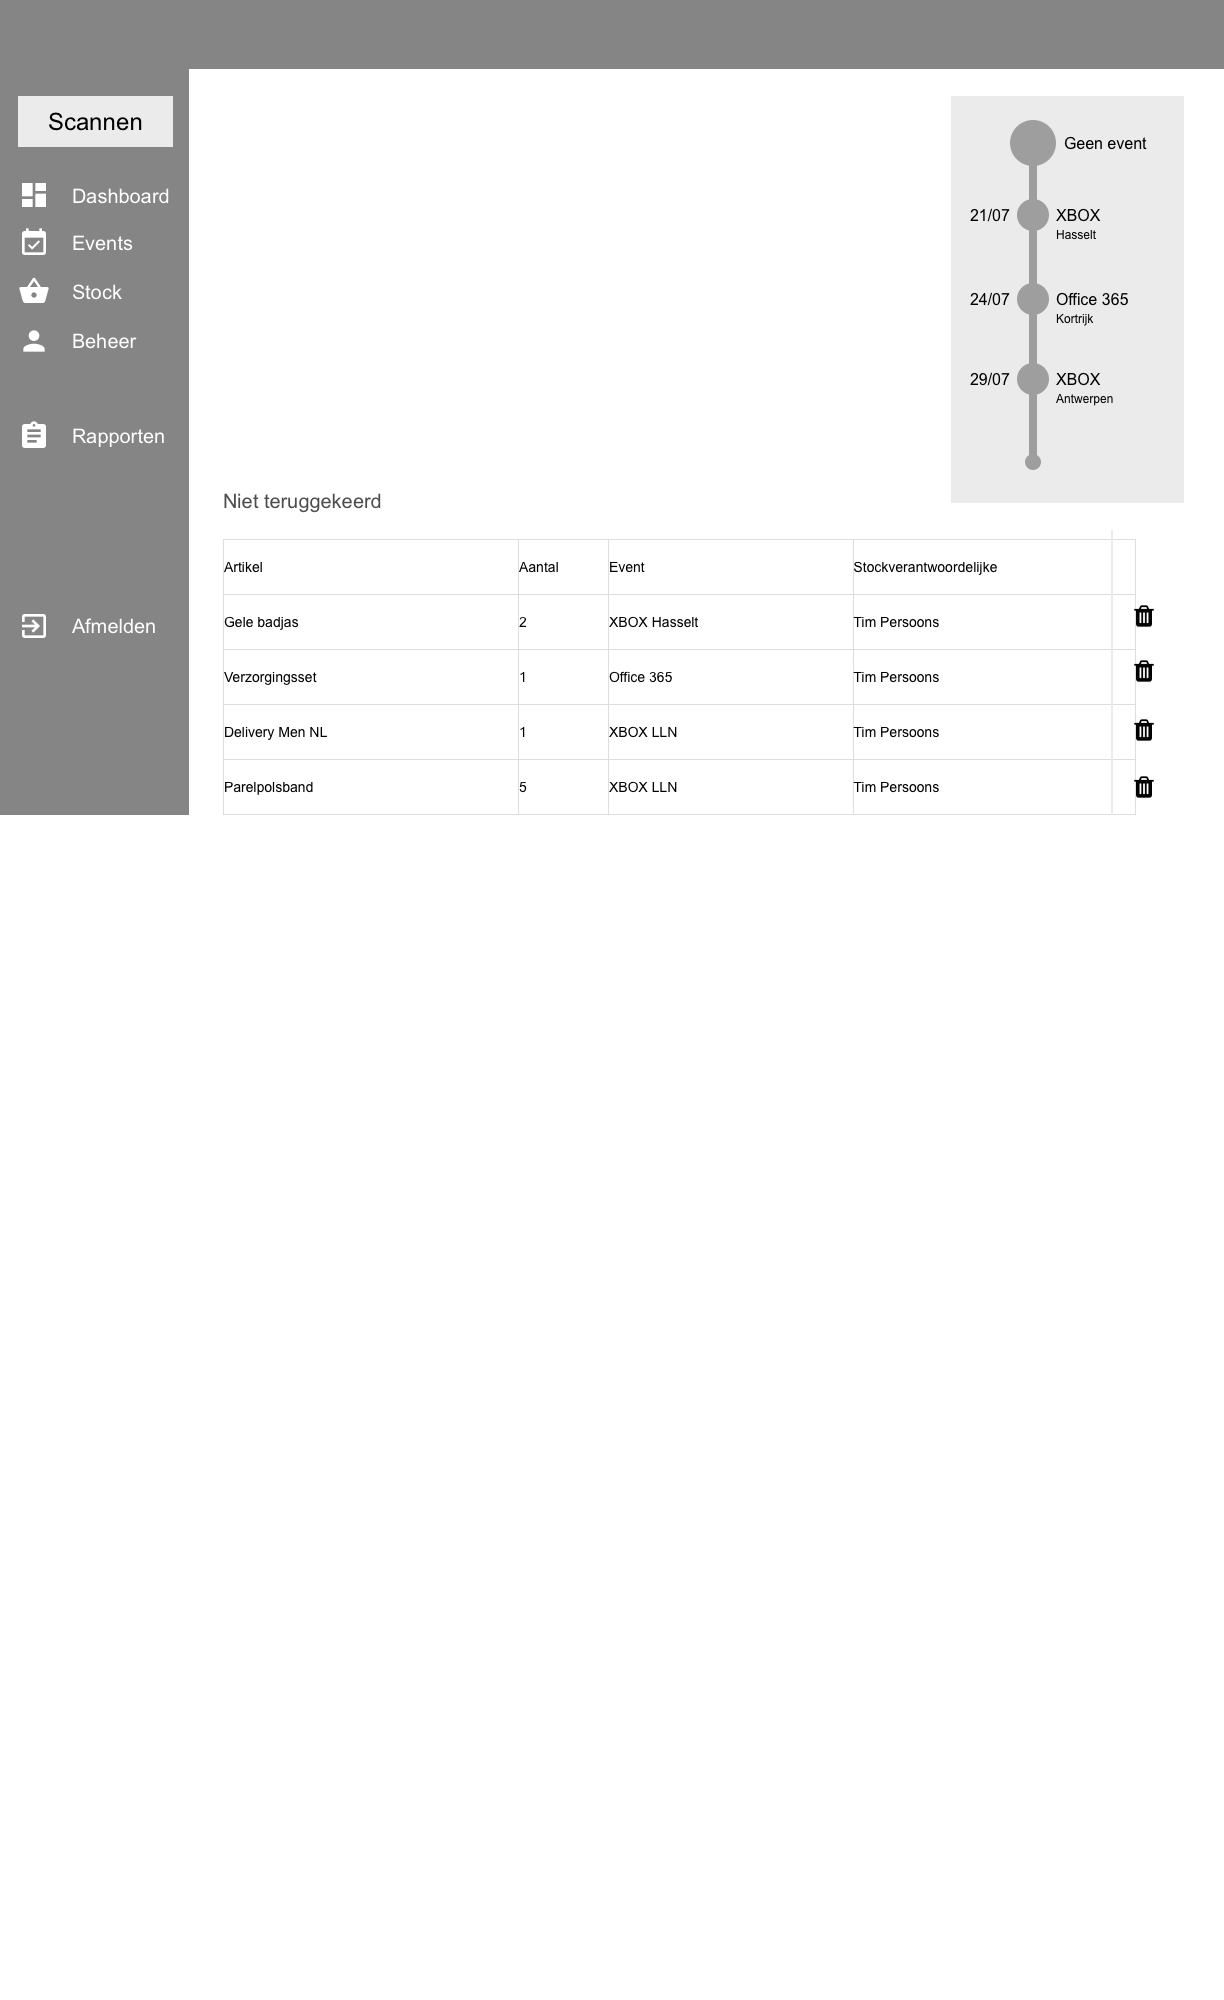 Scannen
Dashboard
Events
Stock
Beheer
Rapporten
Afmelden
Geen event
21/07 XBOX
Hasselt
24/07 Office 365
Kortrijk
29/07 XBOX
Antwerpen
Niet teruggekeerd
Artikel Aantal Event Stockverantwoordelijke
Gele badjas 2 XBOX Hasselt Tim Persoons
Verzorgingsset 1 Office 365 Tim Persoons
Delivery Men NL 1 XBOX LLN Tim Persoons
Parelpolsband 5 XBOX LLN Tim Persoons